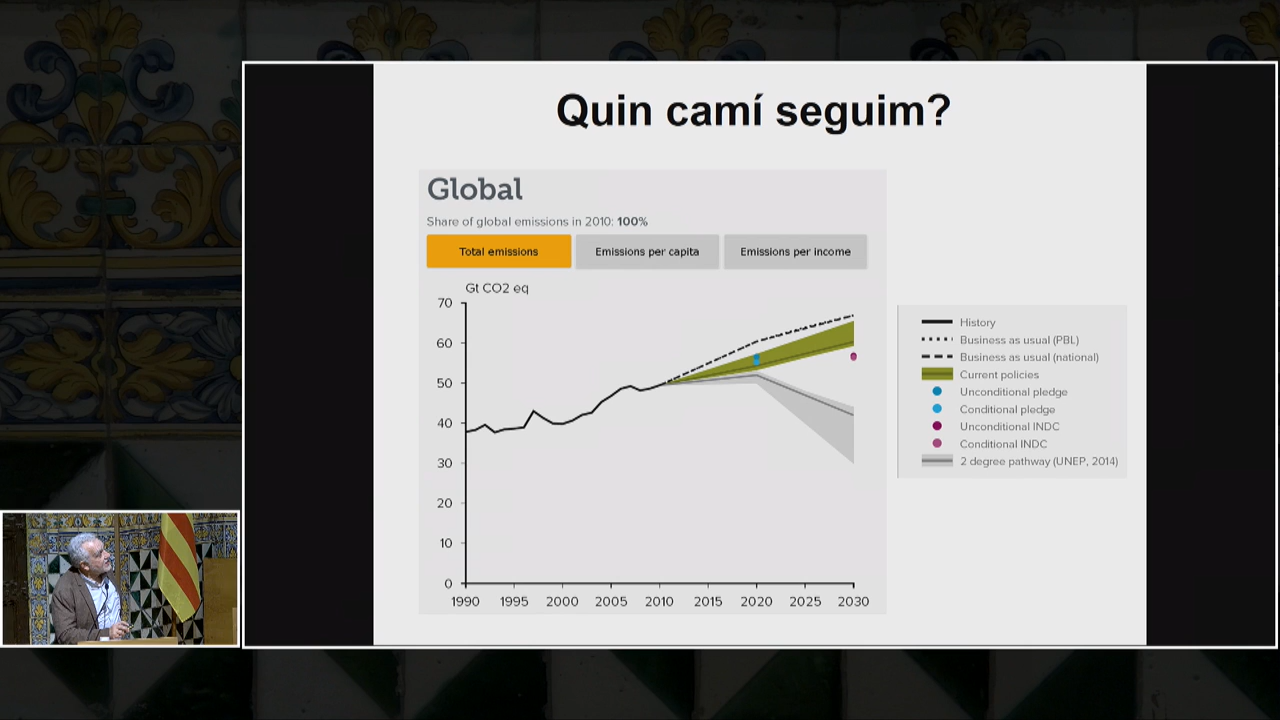 Quin camí seguim?
Global
Share of global emissions in 2010: 100%
Total emissions
Emissions per capita
Emissions per income
Gt CO2 eq
70
60
50
40
30
20
10
0
1990 1995 2000 2005 2010 2015 2020 2025 2030
History
Business as usual (PBL)
Business as usual (national)
Current policies
Unconditional pledge
Conditional pledge
Unconditional INDC
Conditional INDC
2 degree pathway (UNEP, 2014)